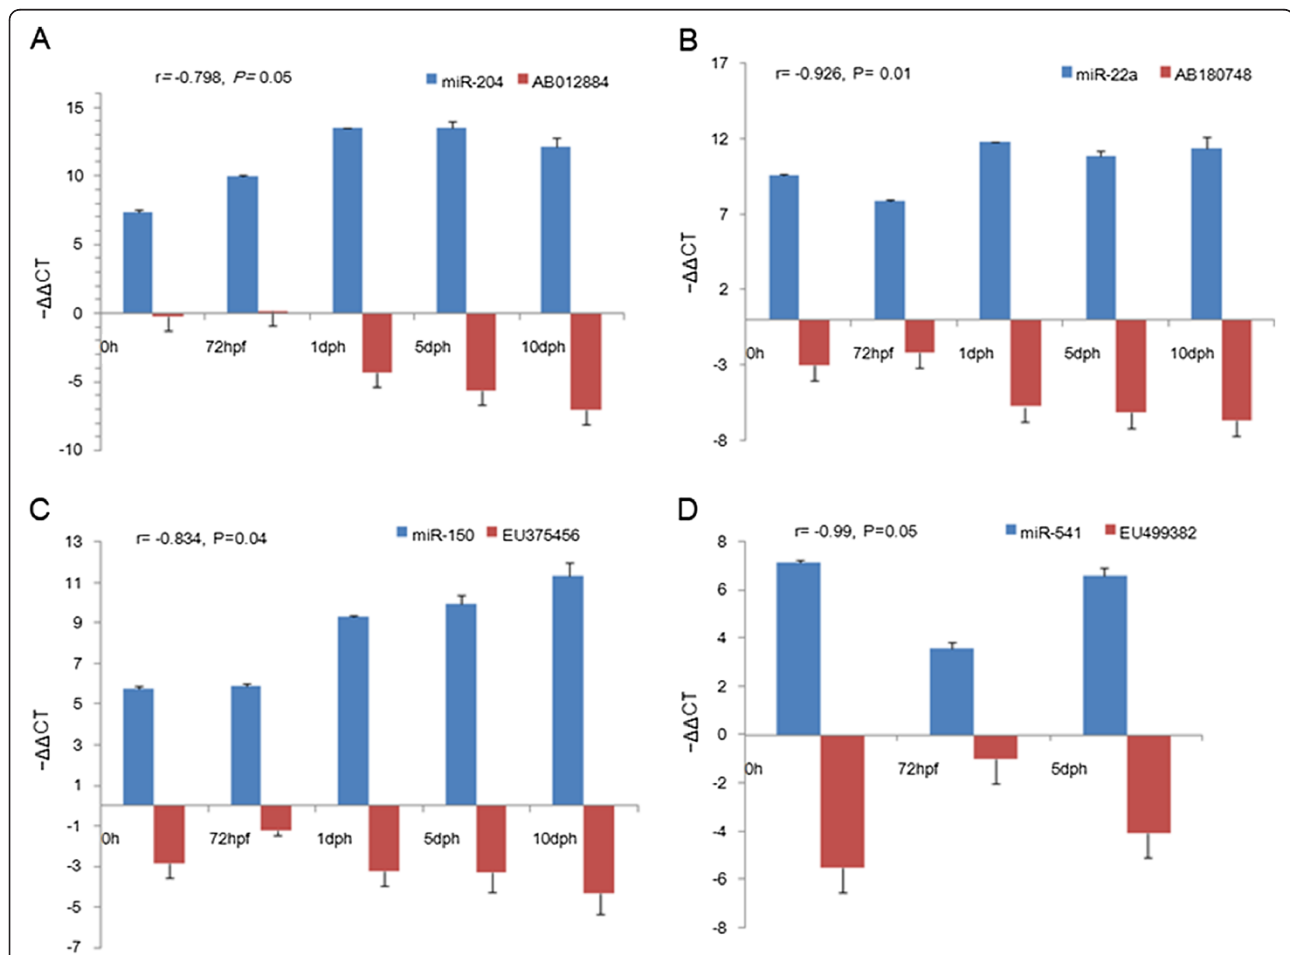 A
r= -0.798, P= 0.05
miR-204 AB012884
15
10
5
0
-5
-10
-ΔΔCT
0h 72hpf 1dph 5dph 10dph
B
r= -0.926, P= 0.01
miR-22a AB180748
17
12
7
2
-3
-8
-ΔΔCT
0h 72hpf 1dph 5dph 10dph
C
r= -0.834, P=0.04
miR-150 EU375456
13
11
9
7
5
3
1
-1
-3
-5
-7
-ΔΔCT
0h 72hpf 1dph 5dph 10dph
D
r= -0.99, P=0.05
miR-541 EU499382
8
6
4
2
0
-2
-4
-6
-8
-ΔΔCT
0h 72hpf 5dph